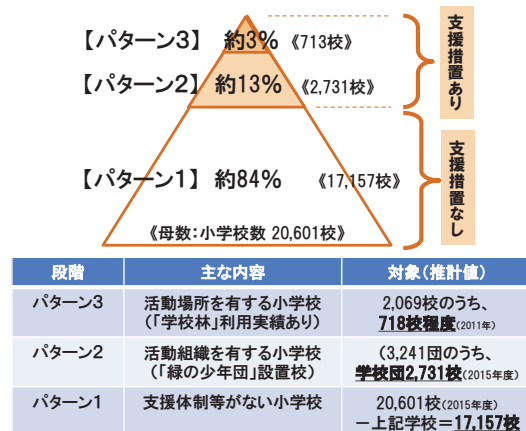 【パターン3】 約3% 《713校》
【パターン2】 約13% 《2,731校》
支援措置あり
【パターン1】 約84% 《17,157校》
支援措置なし
《母数:小学校数 20,601校》
段階 主な内容 対象(推計値)
パターン3 活動場所を有する小学校 2,069校のうち、
(「学校林」利用実績あり) 718校程度(2011年)
パターン2 活動組織を有する小学校 (3,241団のうち、
(「緑の少年団」設置校) 学校団2,731校(2015年度)
パターン1 支援体制等がない小学校 20,601校(2015年度)
－上記学校＝17,157校